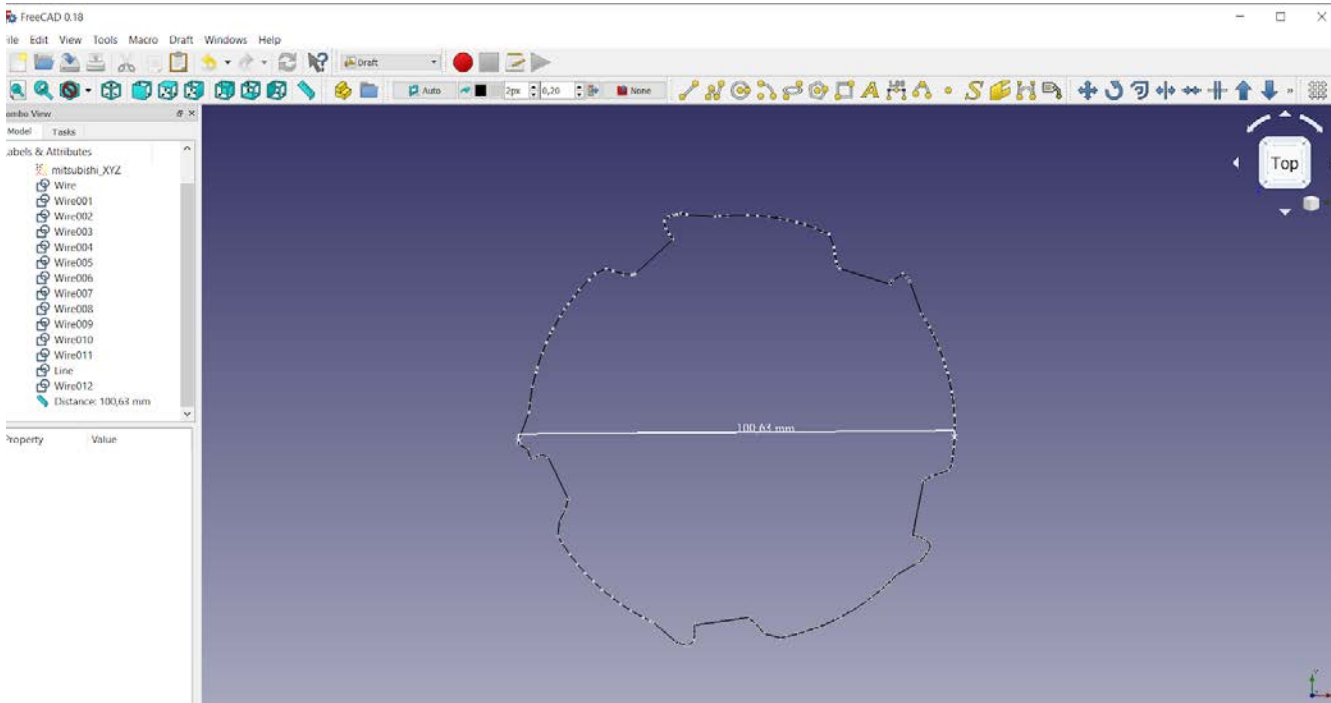 FreeCAD 0.18
ile Edit View Tools Macro Draft Windows Help
Draft
Auto 2px 0,20 None
ombo View
Model Tasks
abels & Attributes
mitsubishi_XYZ
Wire
Wire001
Wire002
Wire003
Wire004
Wire005
Wire006
Wire007
Wire008
Wire009
Wire010
Wire011
Line
Wire012
Distance: 100,63 mm
Property Value
100,63 mm
Top